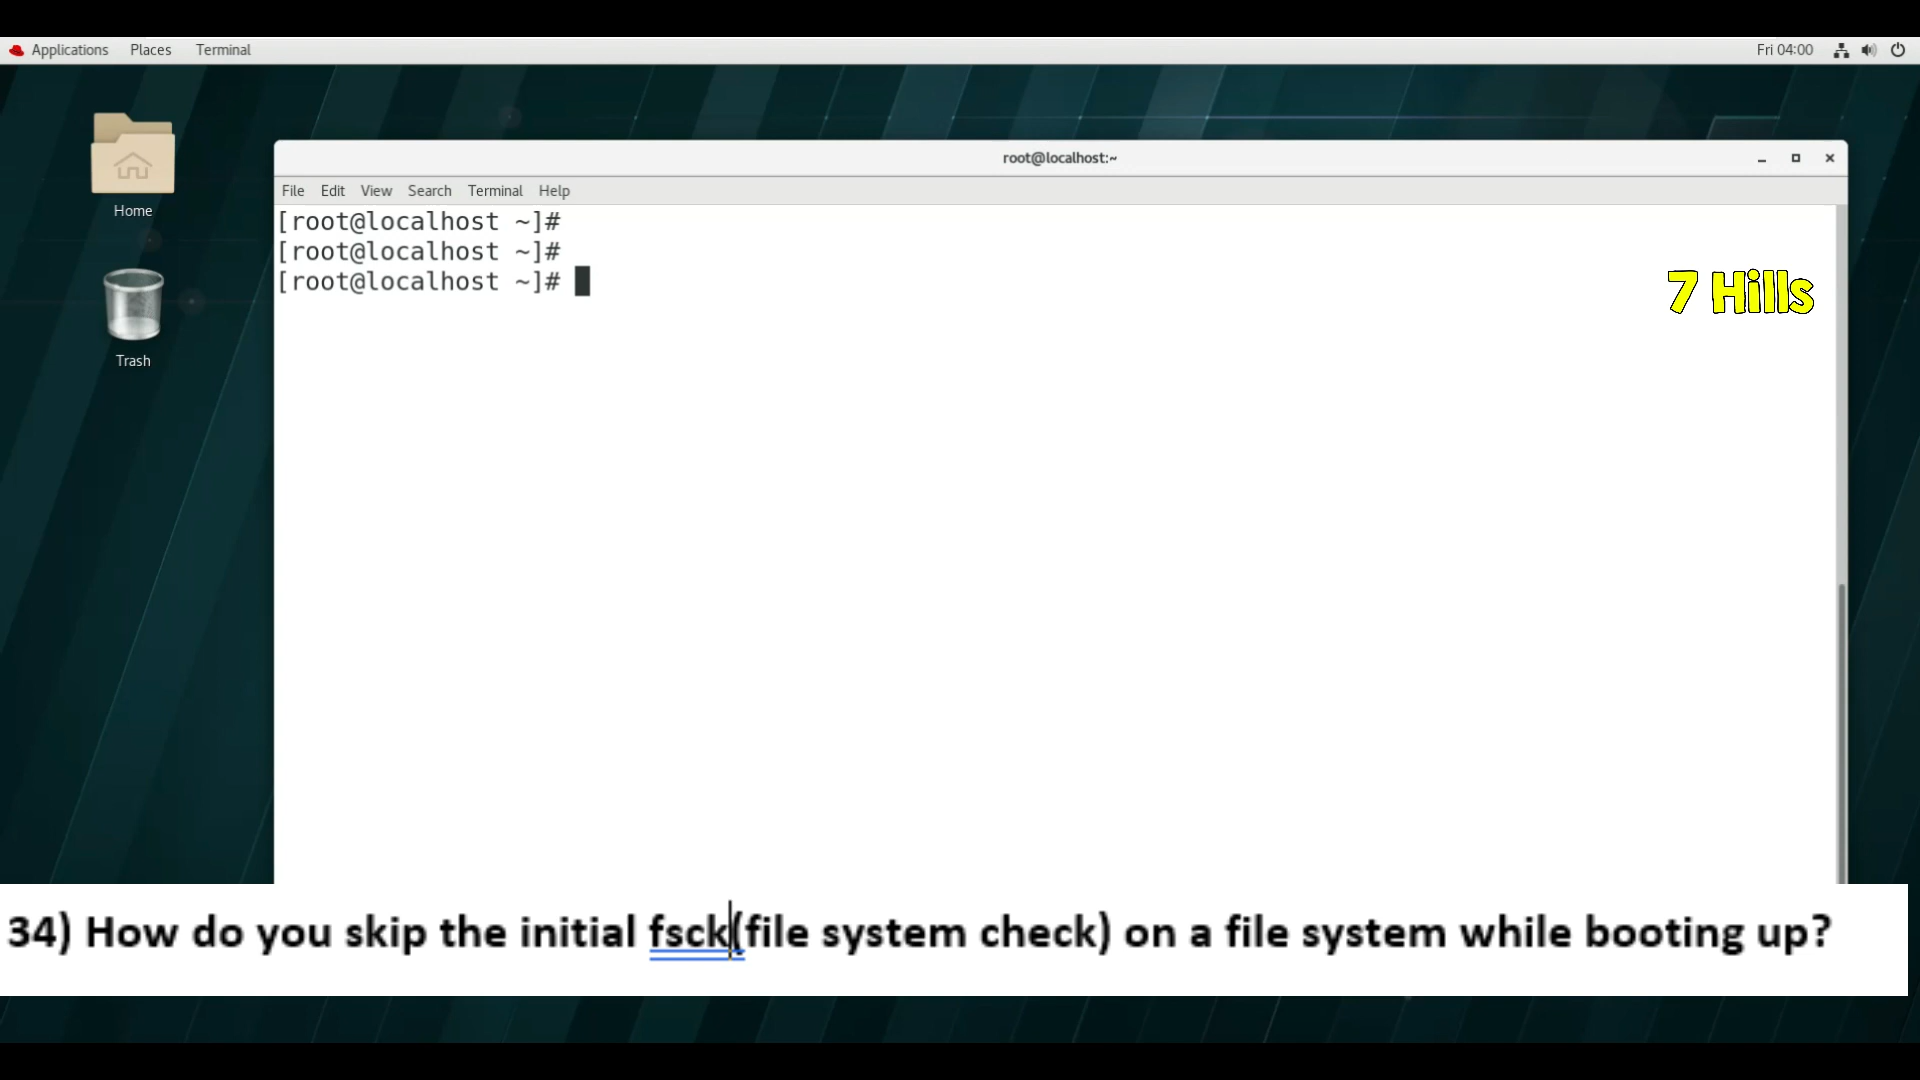 Applications Places Terminal Fri 04:00
Home
Trash
root@localhost:~
File Edit View Search Terminal Help
[root@localhost ~]#
[root@localhost ~]#
[root@localhost ~]#
7 Hills
34) How do you skip the initial fsck(file system check) on a file system while booting up?